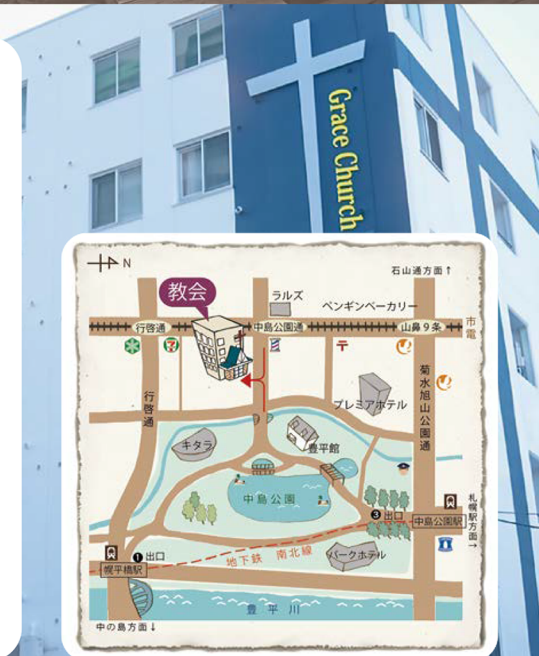 Grace Church
N
石山通方面↑
教会
ラルズ
ペンギンベーカリー
行啓通
中島公園通
山鼻9条
市電
7
〒
行啓通
菊水旭山公園通
プレミアホテル
キタラ
豊平館
中島公園
❸出口
中島公園駅
札幌駅方面→
❶出口
地下鉄 南北線
パークホテル
幌平橋駅
豊平川
中の島方面↓